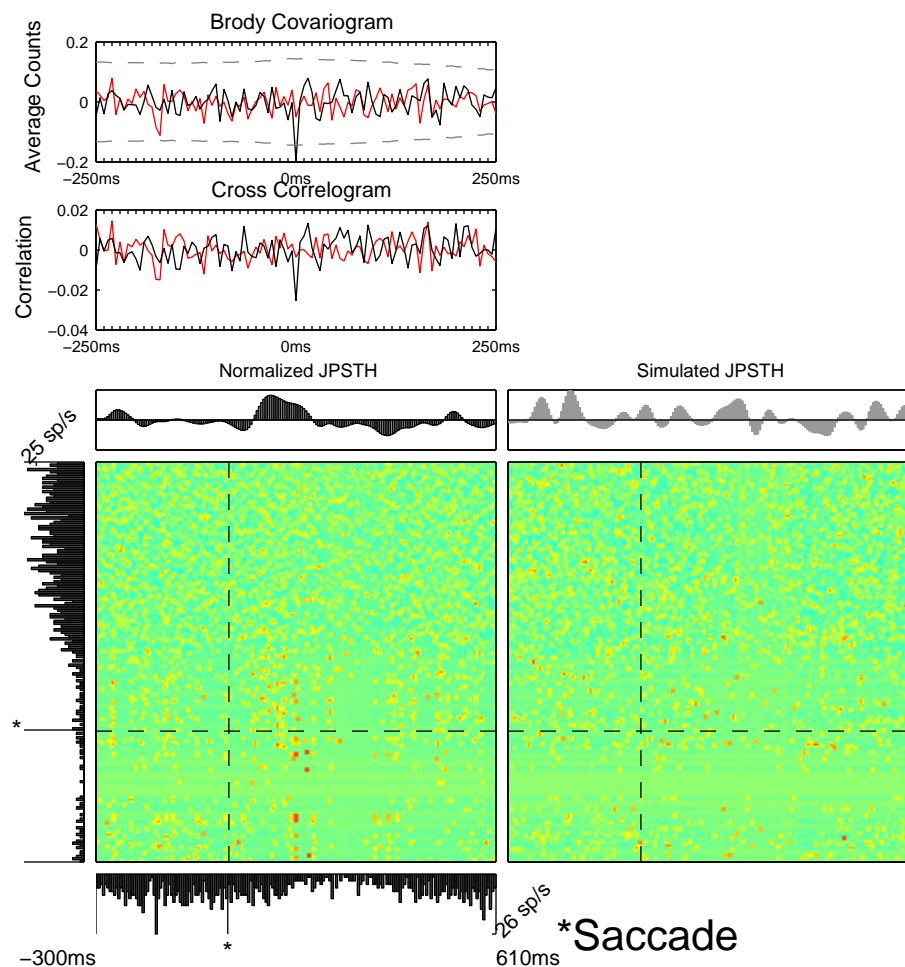 Brody Covariogram
Average Counts
0.2
0
−0.2
−250ms
0ms
250ms
Cross Correlogram
Correlation
0.02
0
−0.02
−0.04
−250ms
0ms
250ms
Normalized JPSTH
Simulated JPSTH
25 sp/s
*
*
−26 sp/s
*Saccade
−300ms
610ms